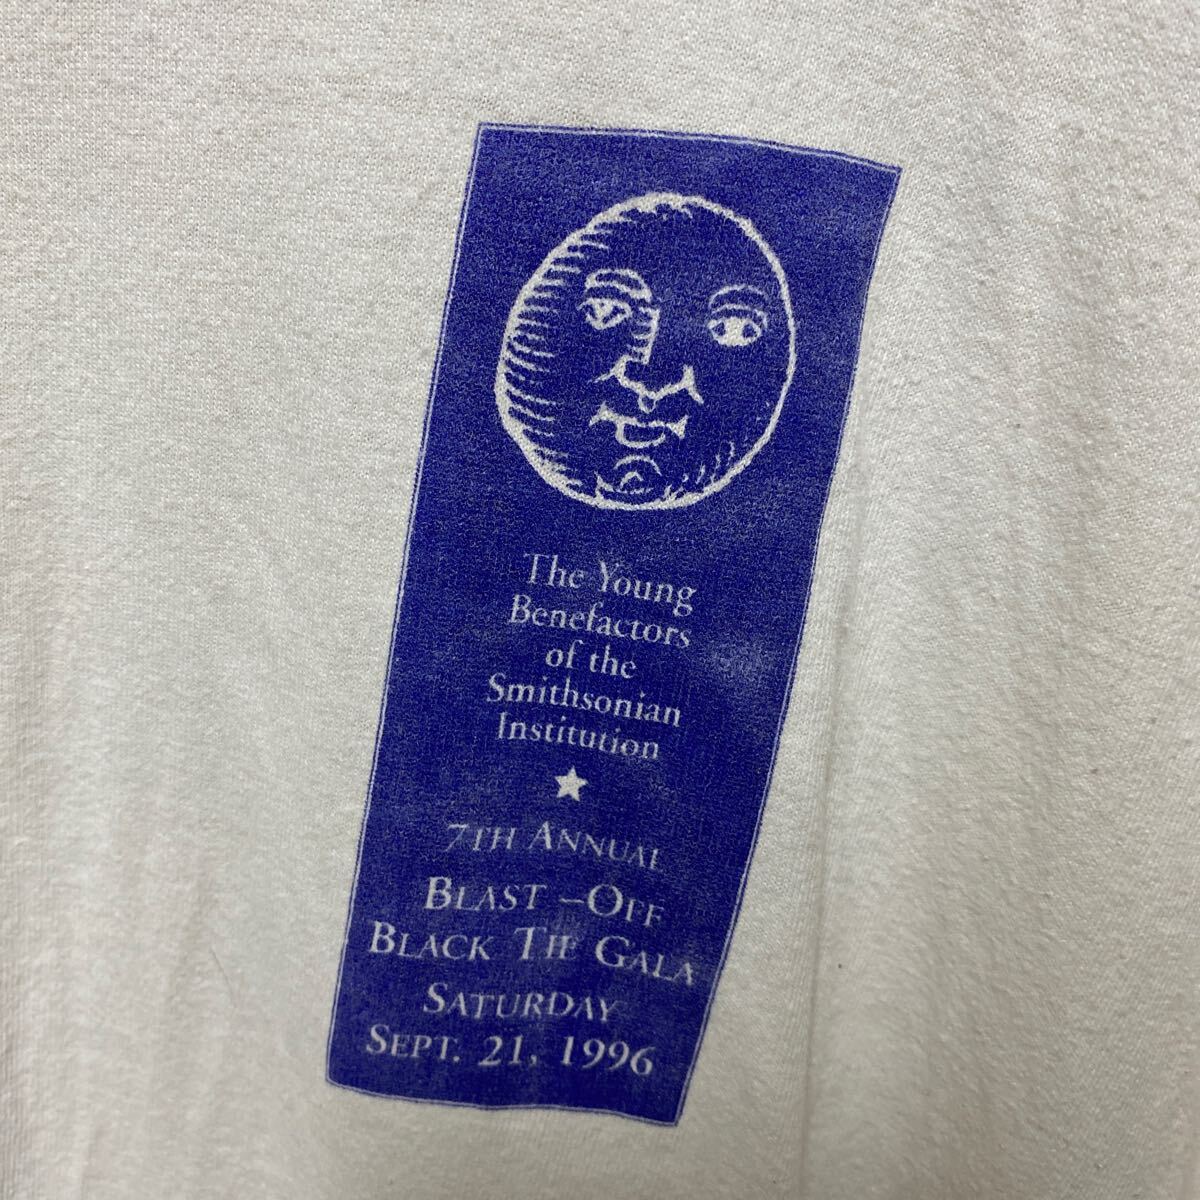 The Young
Benefactors
of the
Smithsonian
Institution
7TH ANNUAL
BLAST –OFF
BLACK TIE GALA
SATURDAY
SEPT. 21, 1996